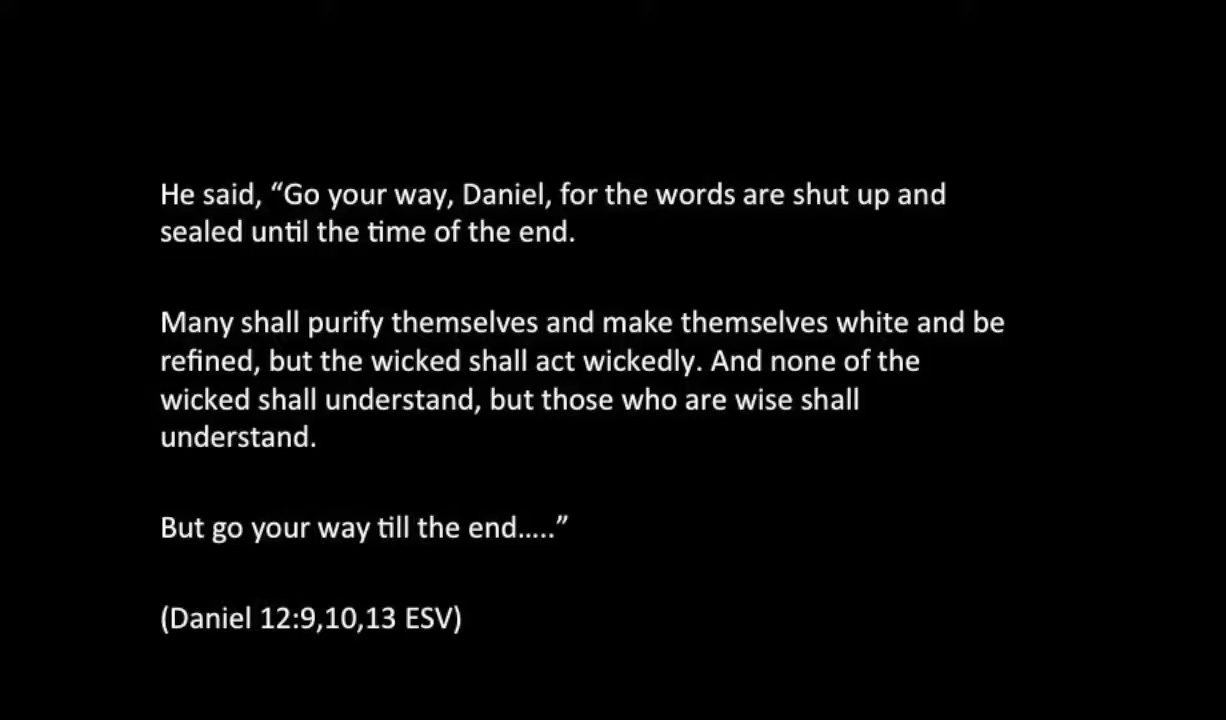 He said, “Go your way, Daniel, for the words are shut up and
sealed until the time of the end.
Many shall purify themselves and make themselves white and be
refined, but the wicked shall act wickedly. And none of the
wicked shall understand, but those who are wise shall
understand.
But go your way till the end.….”
(Daniel 12:9,10,13 ESV)